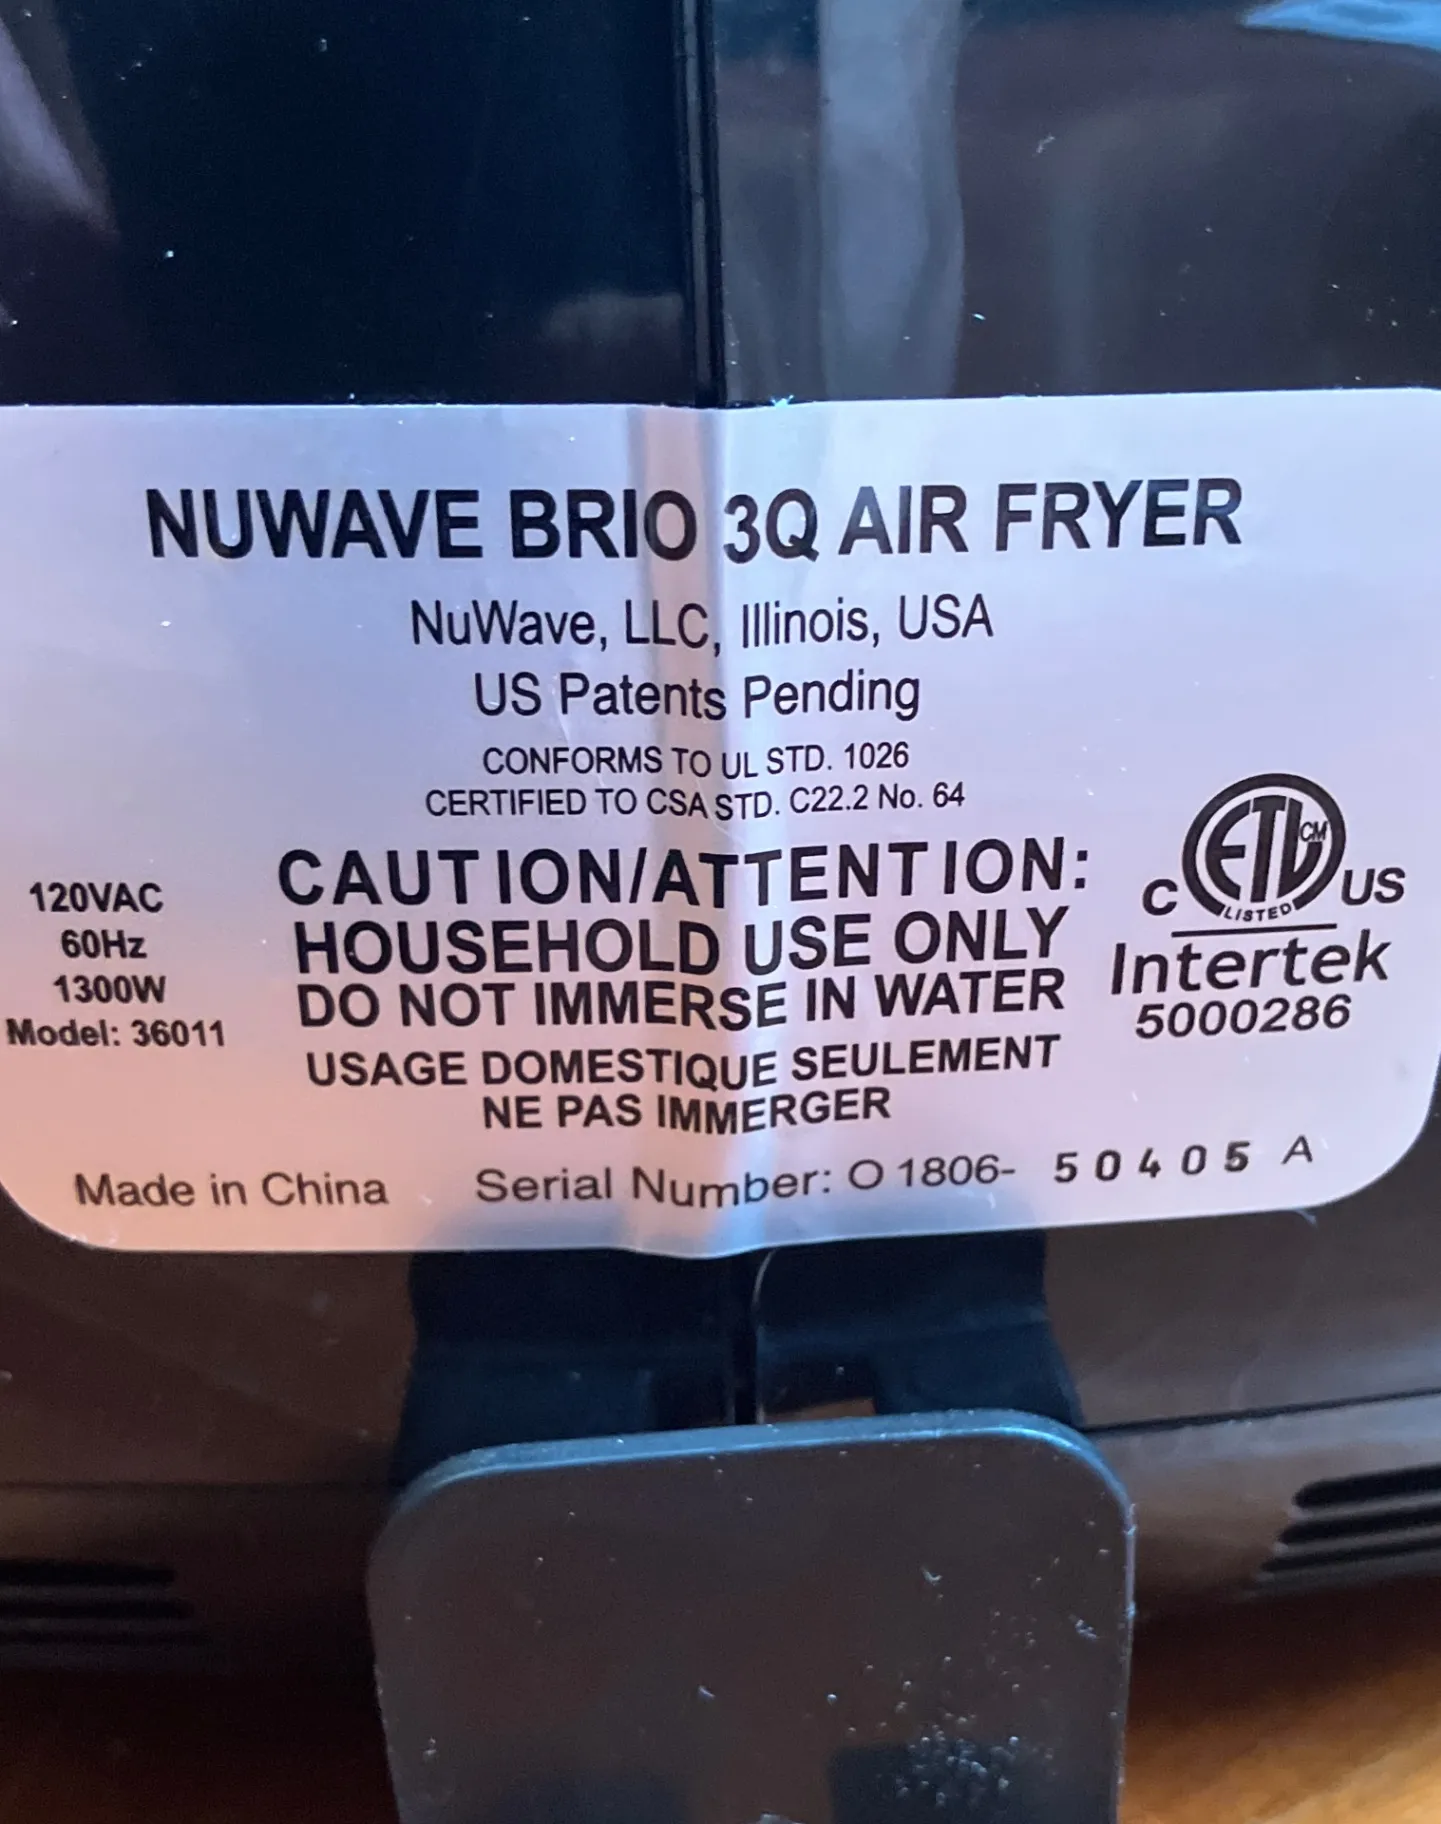 NUWAVE BRIO 3Q AIR FRYER
NuWave, LLC, Illinois, USA
US Patents Pending
CONFORMS TO UL STD. 1026
CERTIFIED TO CSA STD. C22.2 No. 64
120VAC
60Hz
1300W
Model: 36011
CAUTION/ATTENTION:
HOUSEHOLD USE ONLY
DO NOT IMMERSE IN WATER
USAGE DOMESTIQUE SEULEMENT
NE PAS IMMERGER
C ETL CM US
LISTED
Intertek
5000286
Made in China
Serial Number: O 1806- 50405 A